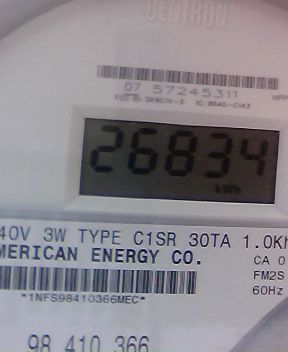 CENTRON
07 57245311
26834
kWh
40V 3W TYPE C1SR 30TA 1.0Kh
MERICAN ENERGY CO.
CA 0
FM2S
60Hz
*1NFS98410366MEC*
98 410 366